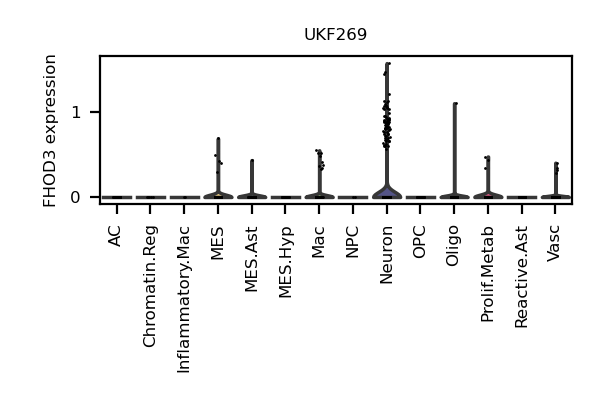 UKF269
FHOD3 expression
1
0
AC
Chromatin.Reg
Inflammatory.Mac
MES
MES.Ast
MES.Hyp
Mac
NPC
Neuron
OPC
Oligo
Prolif.Metab
Reactive.Ast
Vasc